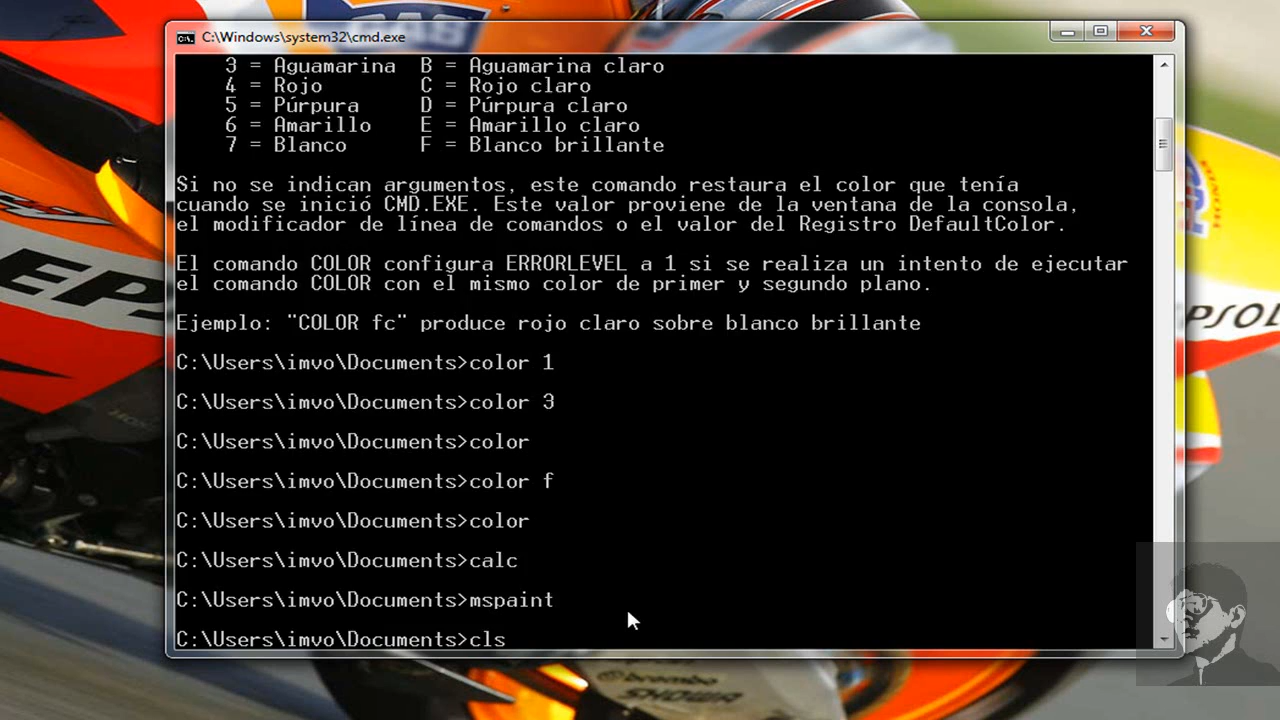 C:\Windows\system32\cmd.exe
3 = Aguamarina B = Aguamarina claro
4 = Rojo C = Rojo claro
5 = Púrpura D = Púrpura claro
6 = Amarillo E = Amarillo claro
7 = Blanco F = Blanco brillante
Si no se indican argumentos, este comando restaura el color que tenía
cuando se inició CMD.EXE. Este valor proviene de la ventana de la consola,
el modificador de línea de comandos o el valor del Registro DefaultColor.
El comando COLOR configura ERRORLEVEL a 1 si se realiza un intento de ejecutar
el comando COLOR con el mismo color de primer y segundo plano.
Ejemplo: "COLOR fc" produce rojo claro sobre blanco brillante
C:\Users\imvo\Documents>color 1
C:\Users\imvo\Documents>color 3
C:\Users\imvo\Documents>color
C:\Users\imvo\Documents>color f
C:\Users\imvo\Documents>color
C:\Users\imvo\Documents>calc
C:\Users\imvo\Documents>mspaint
C:\Users\imvo\Documents>cls
HONDA
brembo
SHOWA